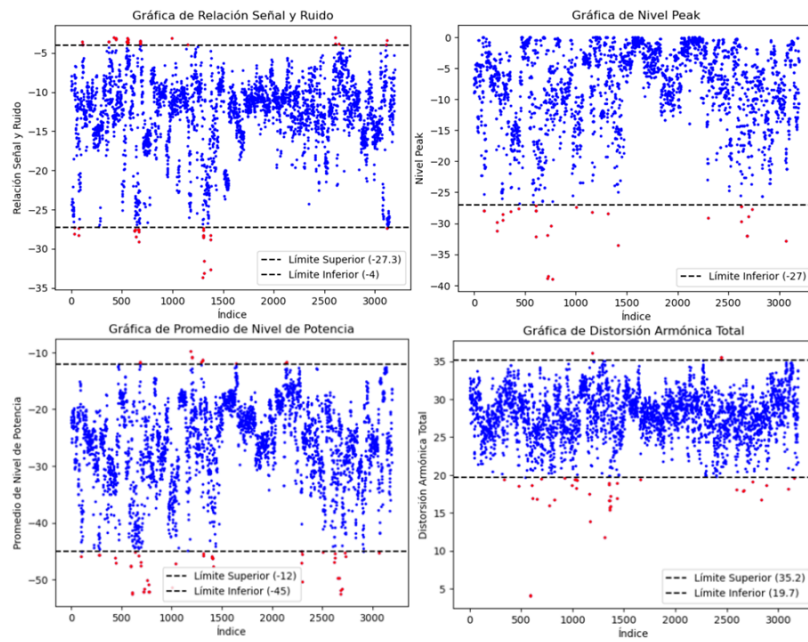 Gráfica de Relación Señal y Ruido
Relación Señal y Ruido
-5
-10
-15
-20
-25
-30
-35
Límite Superior (-27.3)
Límite Inferior (-4)
0 500 1000 1500 2000 2500 3000
Índice
Gráfica de Nivel Peak
Nivel Peak
0
-5
-10
-15
-20
-25
-30
-35
-40
Límite Inferior (-27)
0 500 1000 1500 2000 2500 3000
Índice
Gráfica de Promedio de Nivel de Potencia
Promedio de Nivel de Potencia
-10
-20
-30
-40
-50
Límite Superior (-12)
Límite Inferior (-45)
0 500 1000 1500 2000 2500 3000
Índice
Gráfica de Distorsión Armónica Total
Distorsión Armónica Total
35
30
25
20
15
10
5
Límite Superior (35.2)
Límite Inferior (19.7)
0 500 1000 1500 2000 2500 3000
Índice